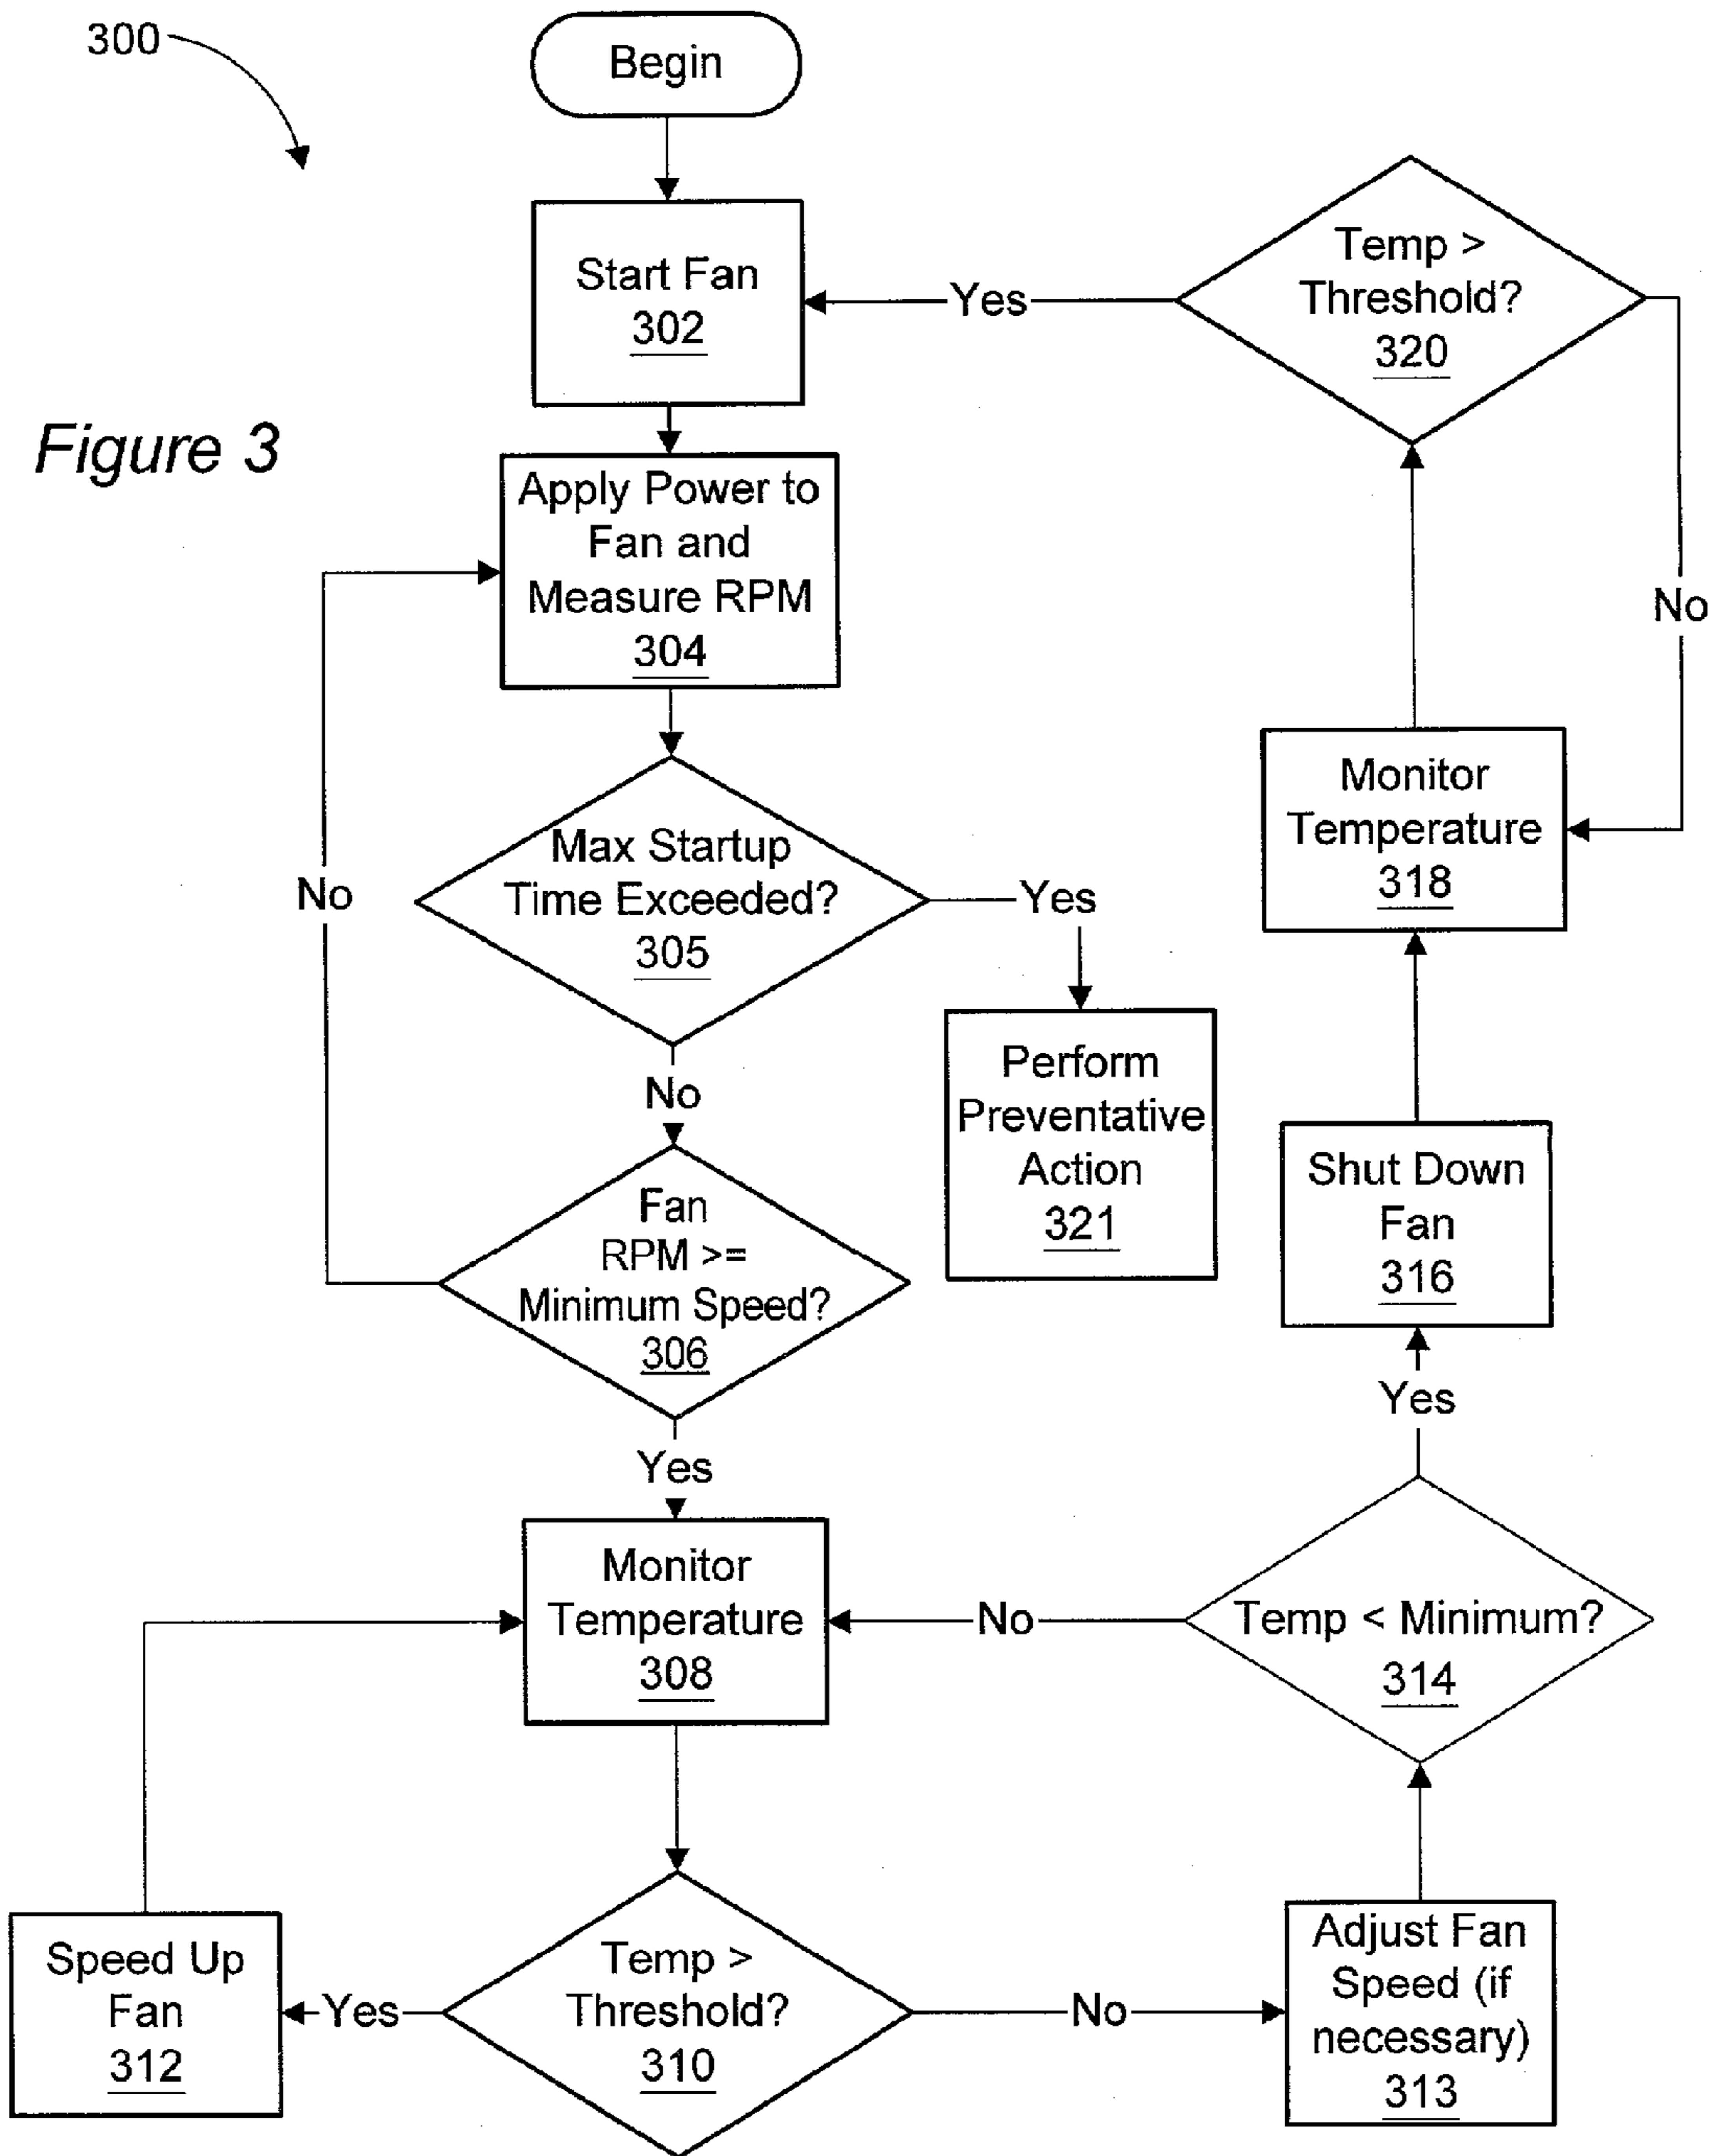 300
Begin
Start Fan
302
Yes
Temp >
Threshold?
320
Figure 3
Apply Power to
Fan and
Measure RPM
304
No
Monitor
Temperature
318
Max Startup
Time Exceeded?
305
No
Yes
No
Perform
Preventative
Action
321
Shut Down
Fan
316
Fan
RPM >=
Minimum Speed?
306
Yes
Yes
Monitor
Temperature
308
No
Temp < Minimum?
314
Speed Up
Fan
312
Yes
Temp >
Threshold?
310
No
Adjust Fan
Speed (if
necessary)
313